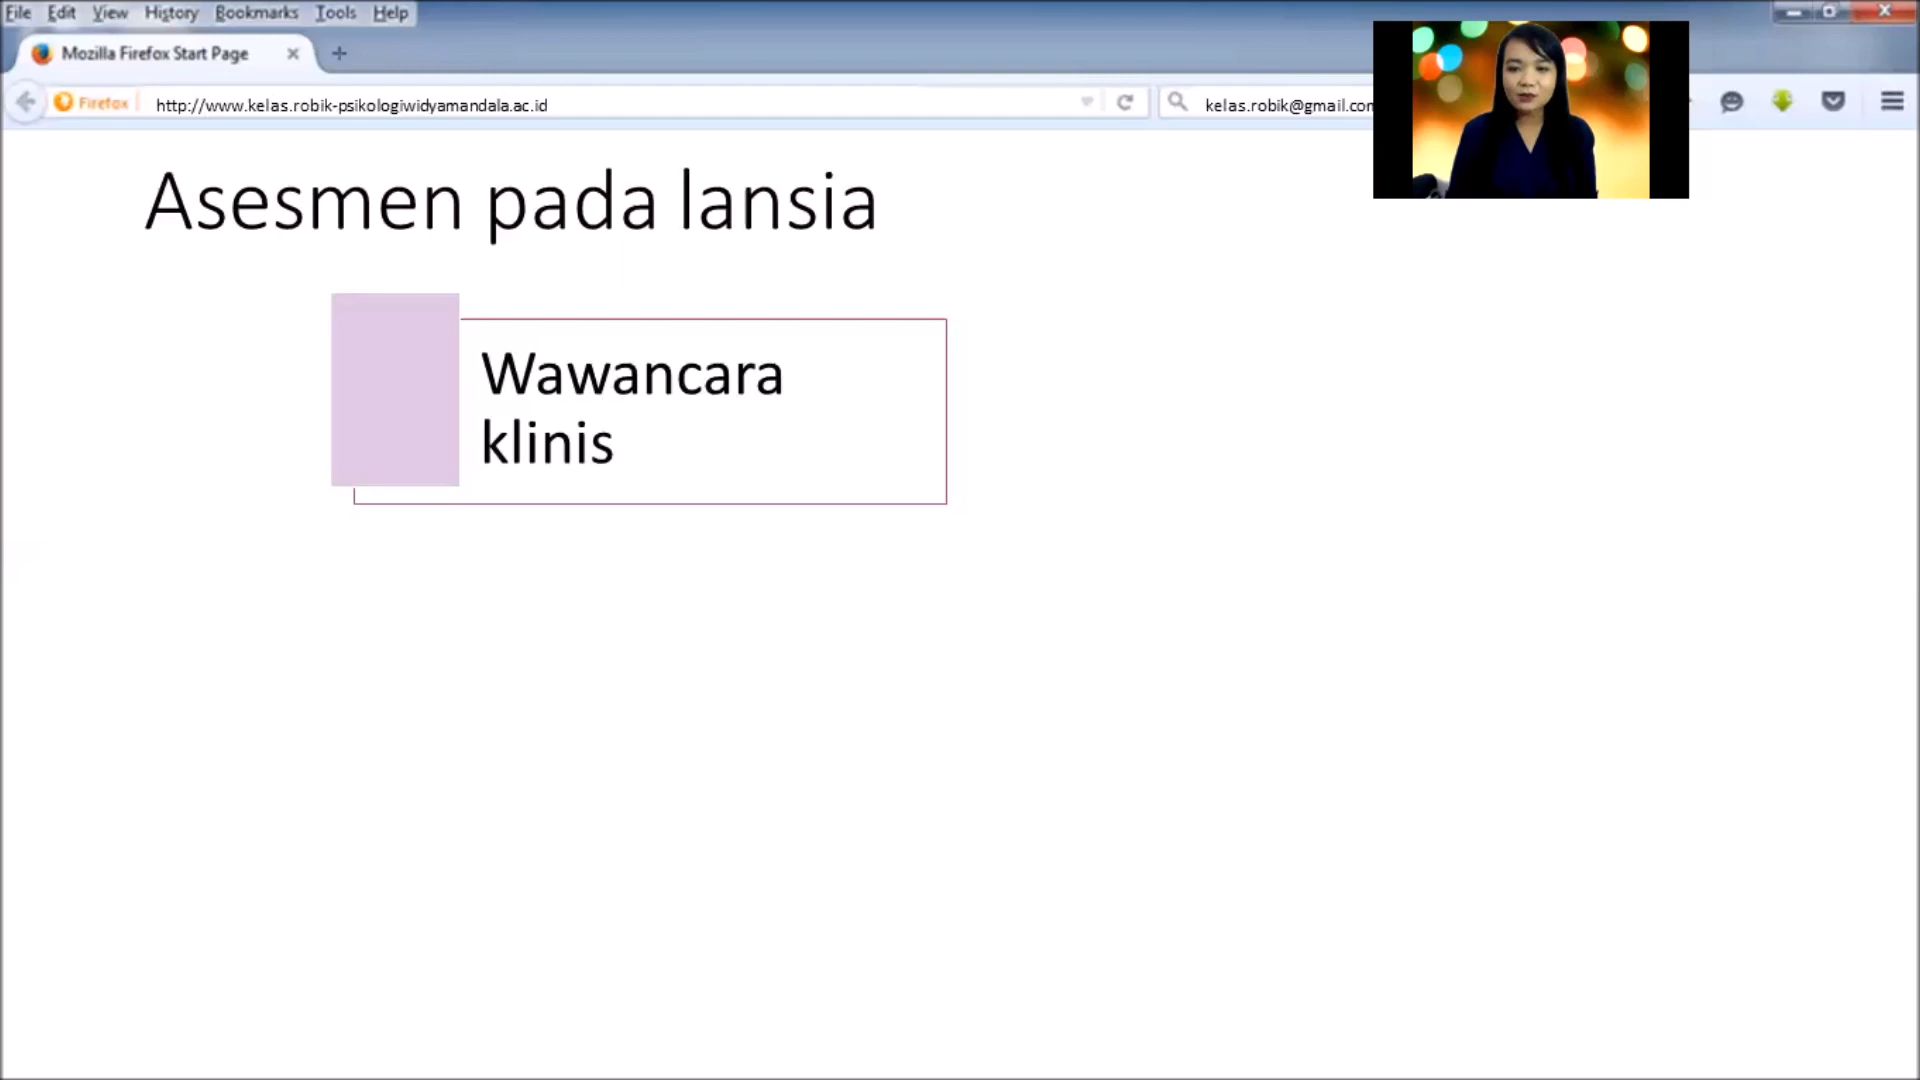 File Edit View History Bookmarks Tools Help
Mozilla Firefox Start Page
Firefox http://www.kelas.robik-psikologiwidyamandala.ac.id kelas.robik@gmail.com
Asesmen pada lansia
Wawancara
klinis